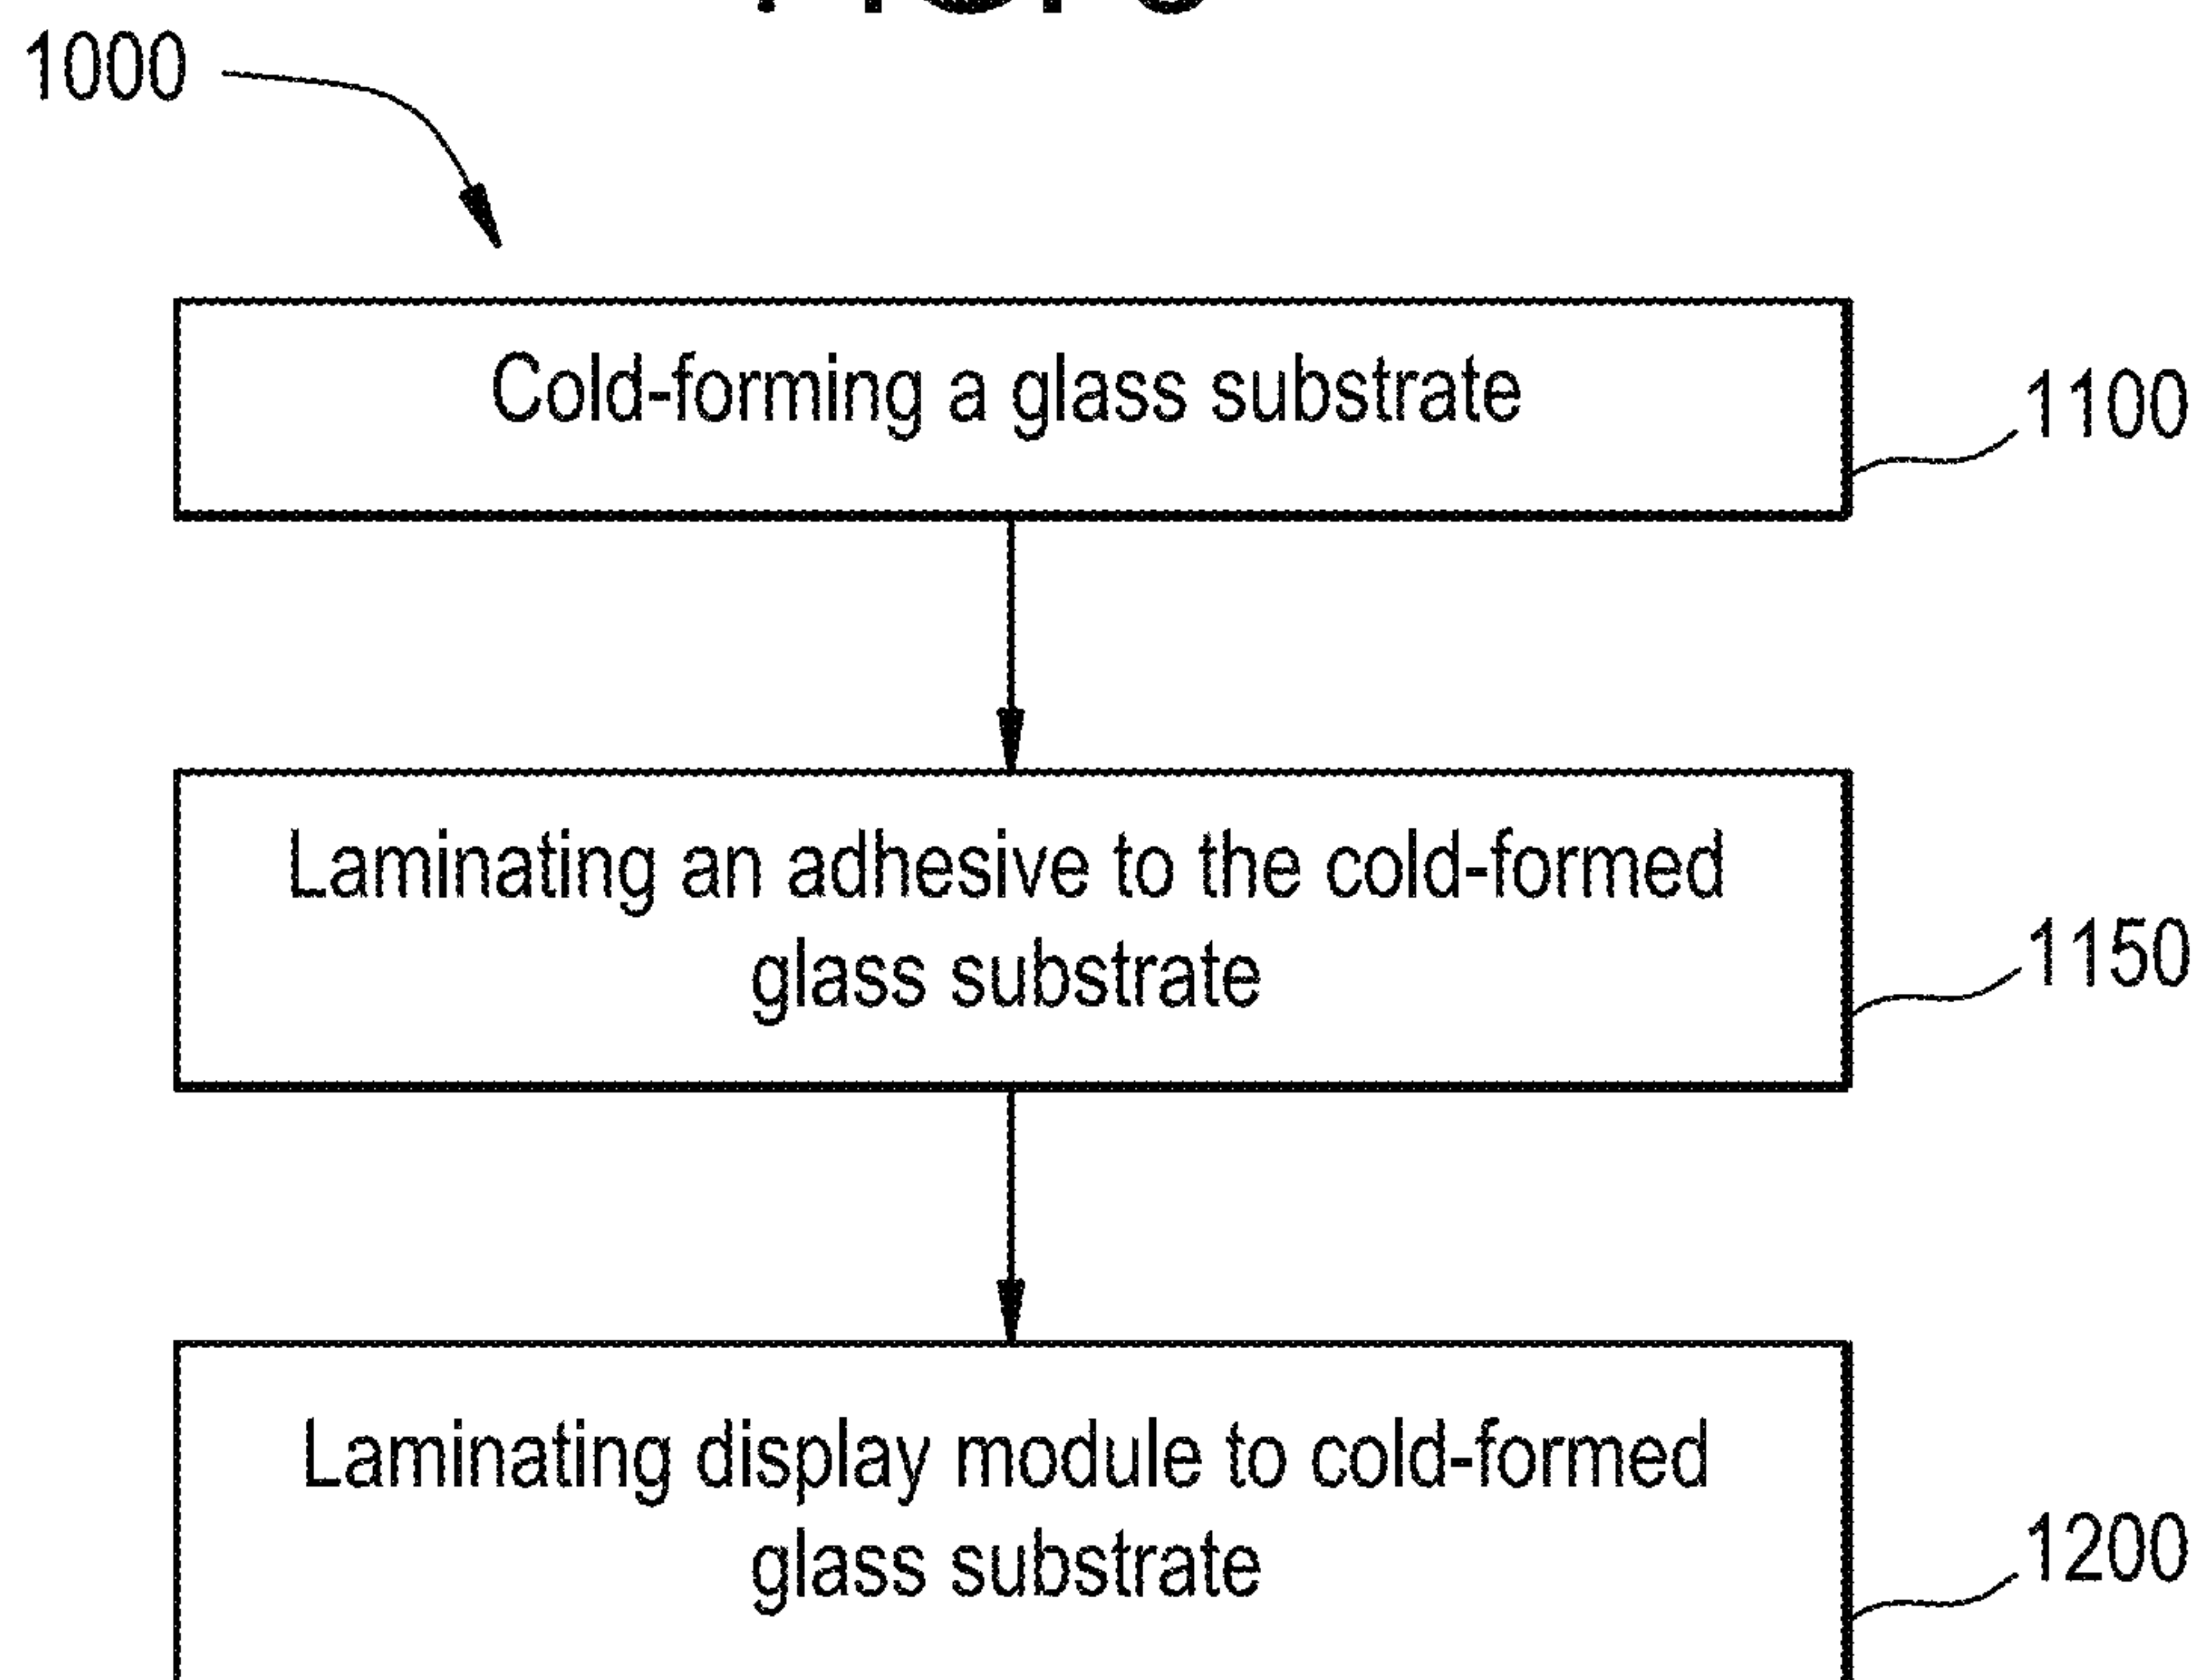 1000
Cold-forming a glass substrate
1100
Laminating an adhesive to the cold-formed
glass substrate
1150
Laminating display module to cold-formed
glass substrate
1200